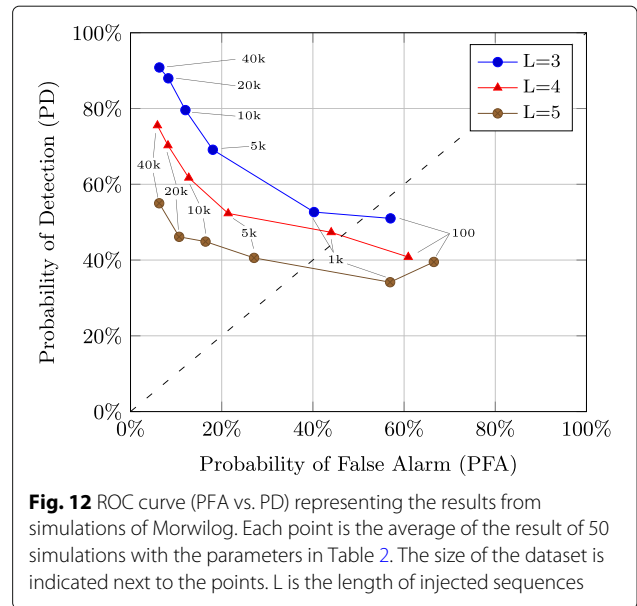 100%
80%
60%
40%
20%
0%
0%
20%
40%
60%
80%
100%
Probability of Detection (PD)
Probability of False Alarm (PFA)
L=3
L=4
L=5
40k
20k
10k
5k
40k
20k
10k
5k
1k
100
Fig. 12 ROC curve (PFA vs. PD) representing the results from
simulations of Morwilog. Each point is the average of the result of 50
simulations with the parameters in Table 2. The size of the dataset is
indicated next to the points. L is the length of injected sequences